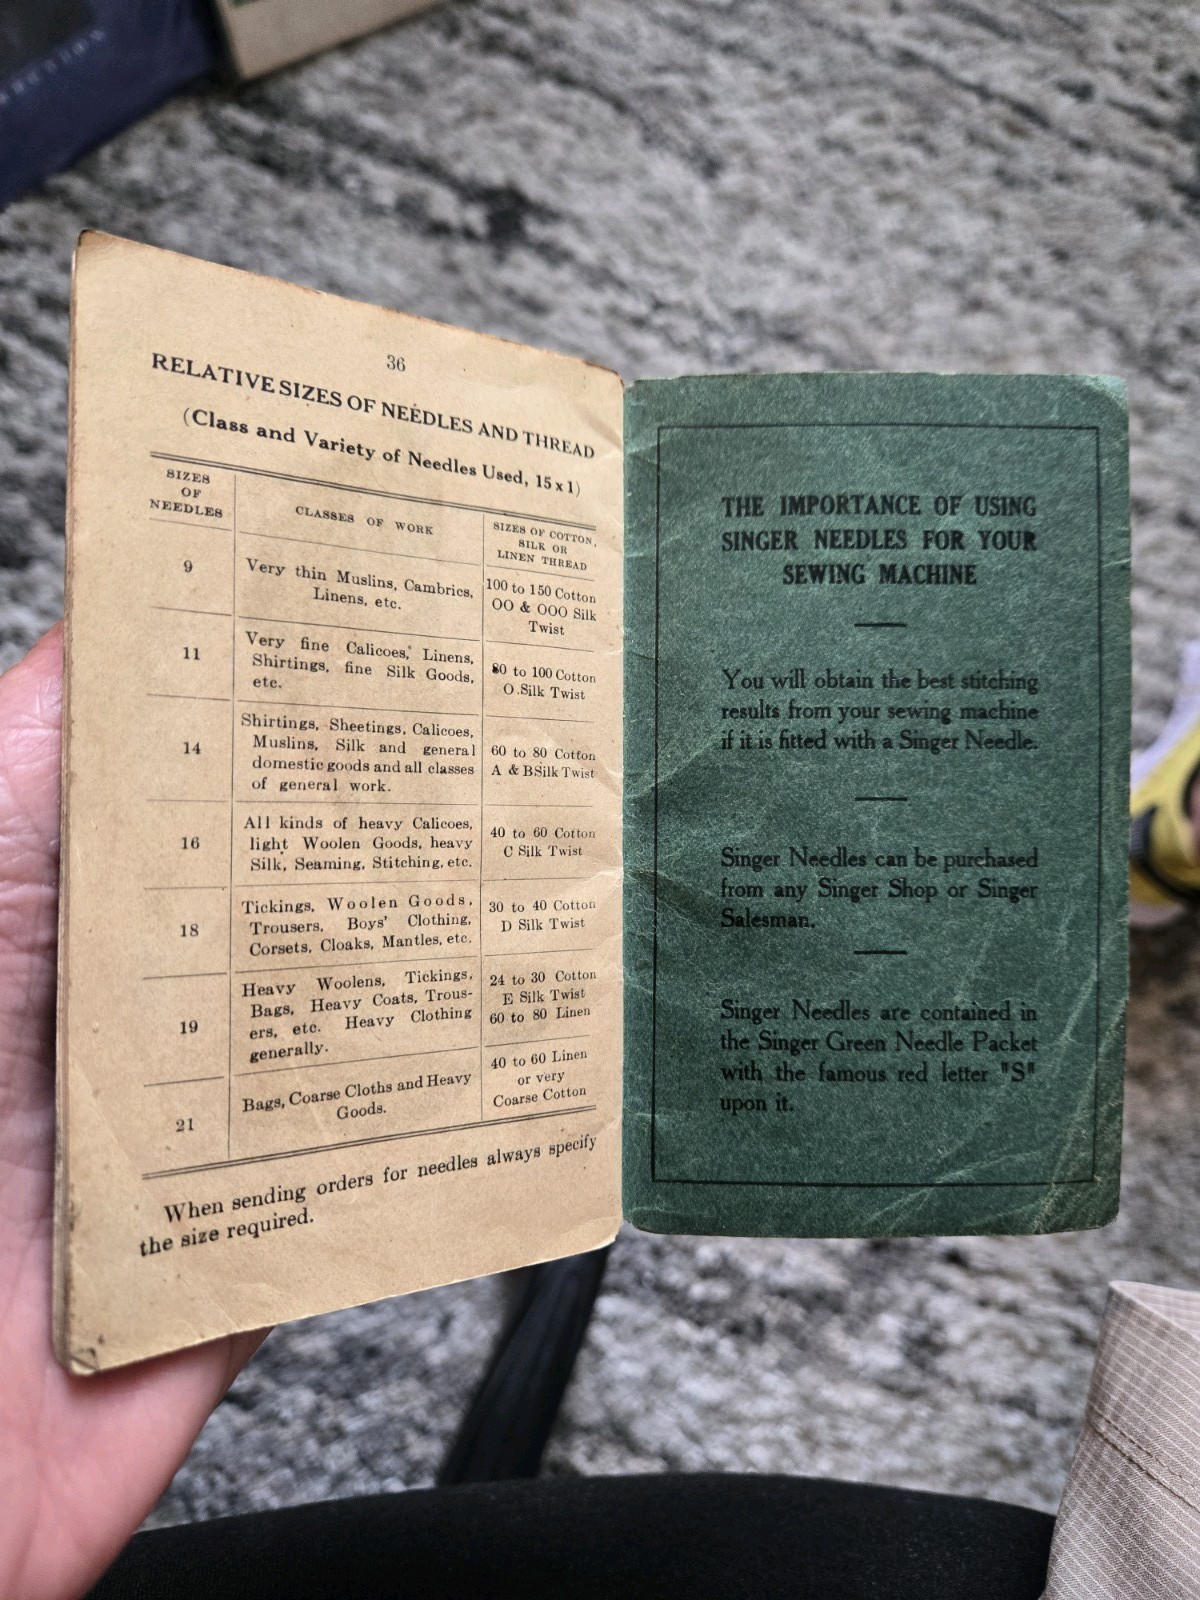 36
RELATIVE SIZES OF NEEDLES AND THREAD
(Class and Variety of Needles Used, 15 x 1)
SIZES
OF
NEEDLES
CLASSES OF WORK
SIZES OF COTTON,
SILK OR
LINEN THREAD
9
Very thin Muslins, Cambrics,
Linens, etc.
100 to 150 Cotton
OO & OOO Silk
Twist
11
Very fine Calicoes, Linens,
Shirtings, fine Silk Goods,
etc.
80 to 100 Cotton
O Silk Twist
14
Shirtings, Sheetings, Calicoes,
Muslins, Silk and general
domestic goods and all classes
of general work.
60 to 80 Cotton
A & B Silk Twist
16
All kinds of heavy Calicoes,
light Woolen Goods, heavy
Silk, Seaming, Stitching, etc.
40 to 60 Cotton
C Silk Twist
18
Tickings, Woolen Goods,
Trousers, Boys' Clothing,
Corsets, Cloaks, Mantles, etc.
30 to 40 Cotton
D Silk Twist
19
Heavy Woolens, Tickings,
Bags, Heavy Coats, Trous-
ers, etc. Heavy Clothing
generally.
24 to 30 Cotton
E Silk Twist
60 to 80 Linen
21
Bags, Coarse Cloths and Heavy
Goods.
40 to 60 Linen
or very
Coarse Cotton
When sending orders for needles always specify
the size required.
THE IMPORTANCE OF USING
SINGER NEEDLES FOR YOUR
SEWING MACHINE
You will obtain the best stitching
results from your sewing machine
if it is fitted with a Singer Needle.
Singer Needles can be purchased
from any Singer Shop or Singer
Salesman.
Singer Needles are contained in
the Singer Green Needle Packet
with the famous red letter "S"
upon it.